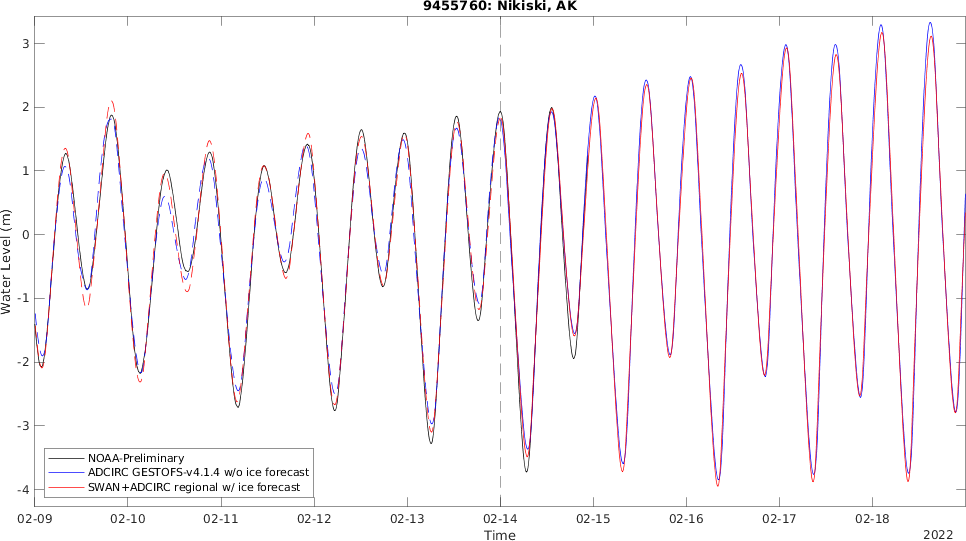 9455760: Nikiski, AK
3
2
1
0
-1
-2
-3
-4
Water Level (m)
NOAA-Preliminary
ADCIRC GESTOFS-v4.1.4 w/o ice forecast
SWAN+ADCIRC regional w/ ice forecast
02-09 02-10 02-11 02-12 02-13 02-14 02-15 02-16 02-17 02-18
Time
2022